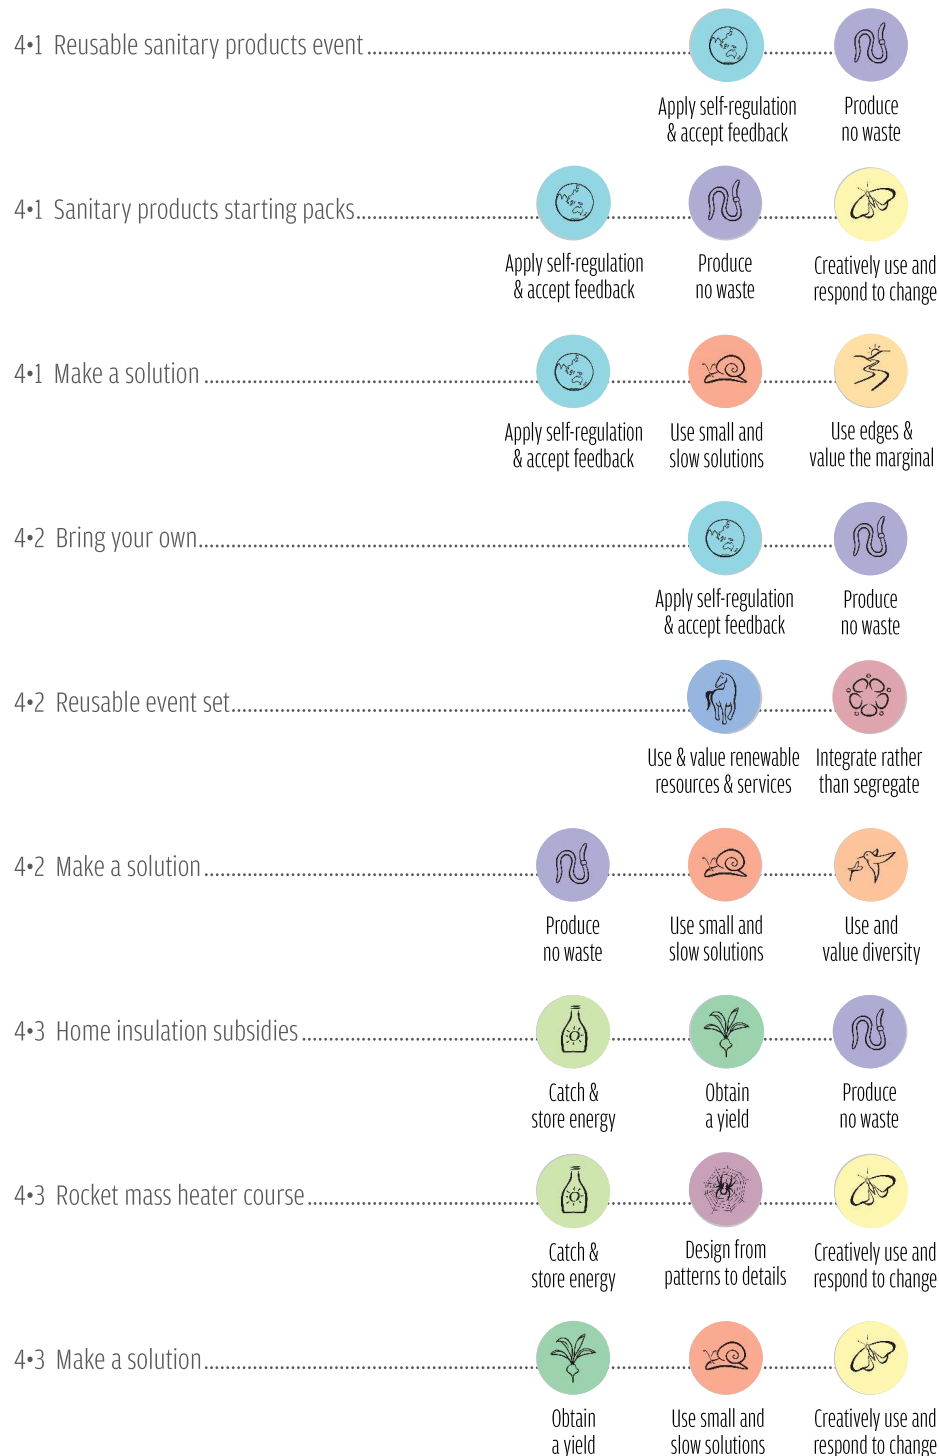 4•1 Reusable sanitary products event
Apply self-regulation
& accept feedback
Produce
no waste
4•1 Sanitary products starting packs
Apply self-regulation
& accept feedback
Produce
no waste
Creatively use and
respond to change
4•1 Make a solution
Apply self-regulation
& accept feedback
Use small and
slow solutions
Use edges &
value the marginal
4•2 Bring your own
Apply self-regulation
& accept feedback
Produce
no waste
4•2 Reusable event set
Use & value renewable
resources & services
Integrate rather
than segregate
4•2 Make a solution
Produce
no waste
Use small and
slow solutions
Use and
value diversity
4•3 Home insulation subsidies
Catch &
store energy
Obtain
a yield
Produce
no waste
4•3 Rocket mass heater course
Catch &
store energy
Design from
patterns to details
Creatively use and
respond to change
4•3 Make a solution
Obtain
a yield
Use small and
slow solutions
Creatively use and
respond to change